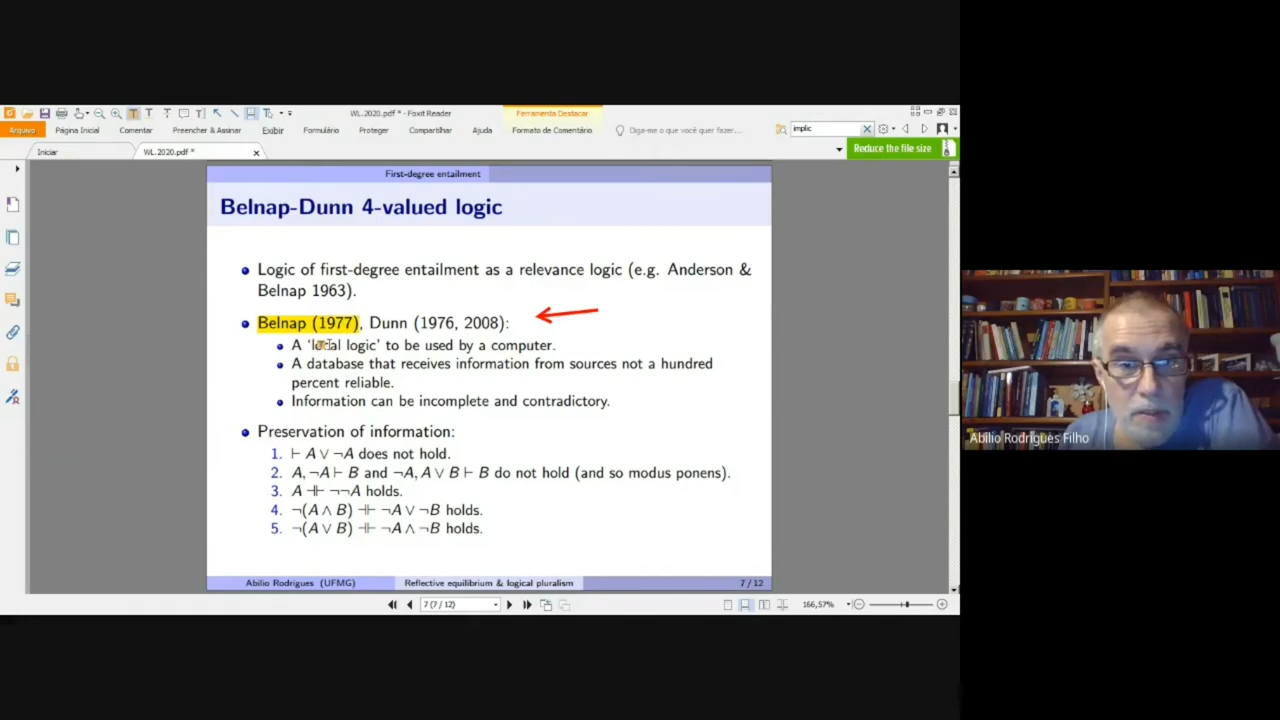 WL.2020.pdf * - Foxit Reader
Ferramenta Destacar
Arquivo Página Inicial Comentar Preencher & Assinar Exibir Formulário Proteger Compartilhar Ajuda Formato de Comentário Diga-me o que você quer fazer... implic
Iniciar WL.2020.pdf * Reduce the file size
First-degree entailment
Belnap-Dunn 4-valued logic
Logic of first-degree entailment as a relevance logic (e.g. Anderson &
Belnap 1963).
Belnap (1977), Dunn (1976, 2008):
A ‘local logic’ to be used by a computer.
A database that receives information from sources not a hundred
percent reliable.
Information can be incomplete and contradictory.
Preservation of information:
1. ⊢ A ∨ ¬A does not hold.
2. A, ¬A ⊢ B and ¬A, A ∨ B ⊢ B do not hold (and so modus ponens).
3. A ⊣⊢ ¬¬A holds.
4. ¬(A ∧ B) ⊣⊢ ¬A ∨ ¬B holds.
5. ¬(A ∨ B) ⊣⊢ ¬A ∧ ¬B holds.
Abilio Rodrigues (UFMG) Reflective equilibrium & logical pluralism 7 / 12
7 (7 / 12) 166,57%
Abilio Rodrigues Filho